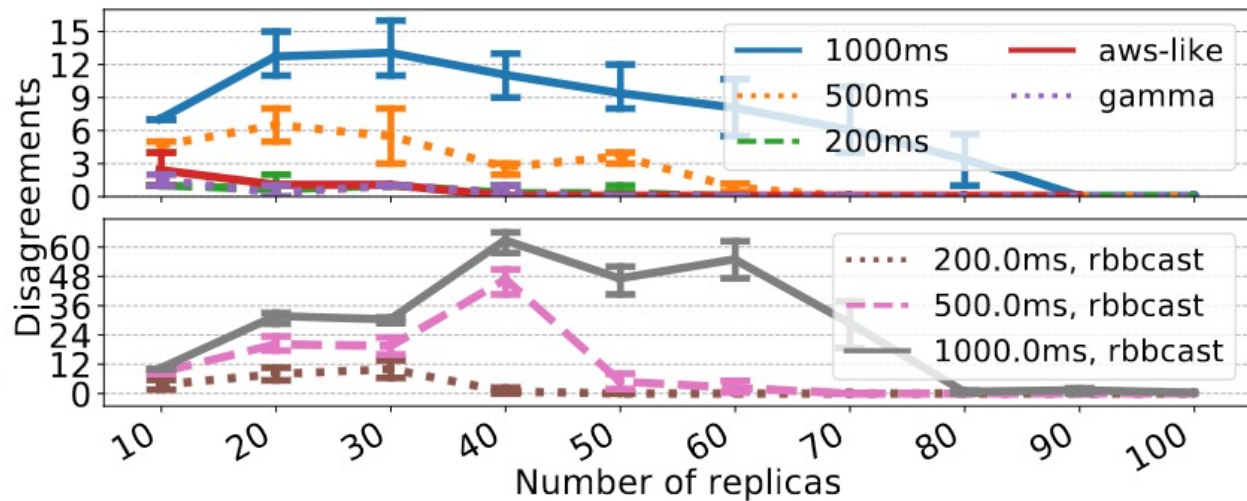 Disagreements
15
12
9
6
3
0
1000ms
500ms
200ms
aws-like
gamma
60
48
36
24
12
0
200.0ms, rbbcast
500.0ms, rbbcast
1000.0ms, rbbcast
10 20 30 40 50 60 70 80 90 100
Number of replicas